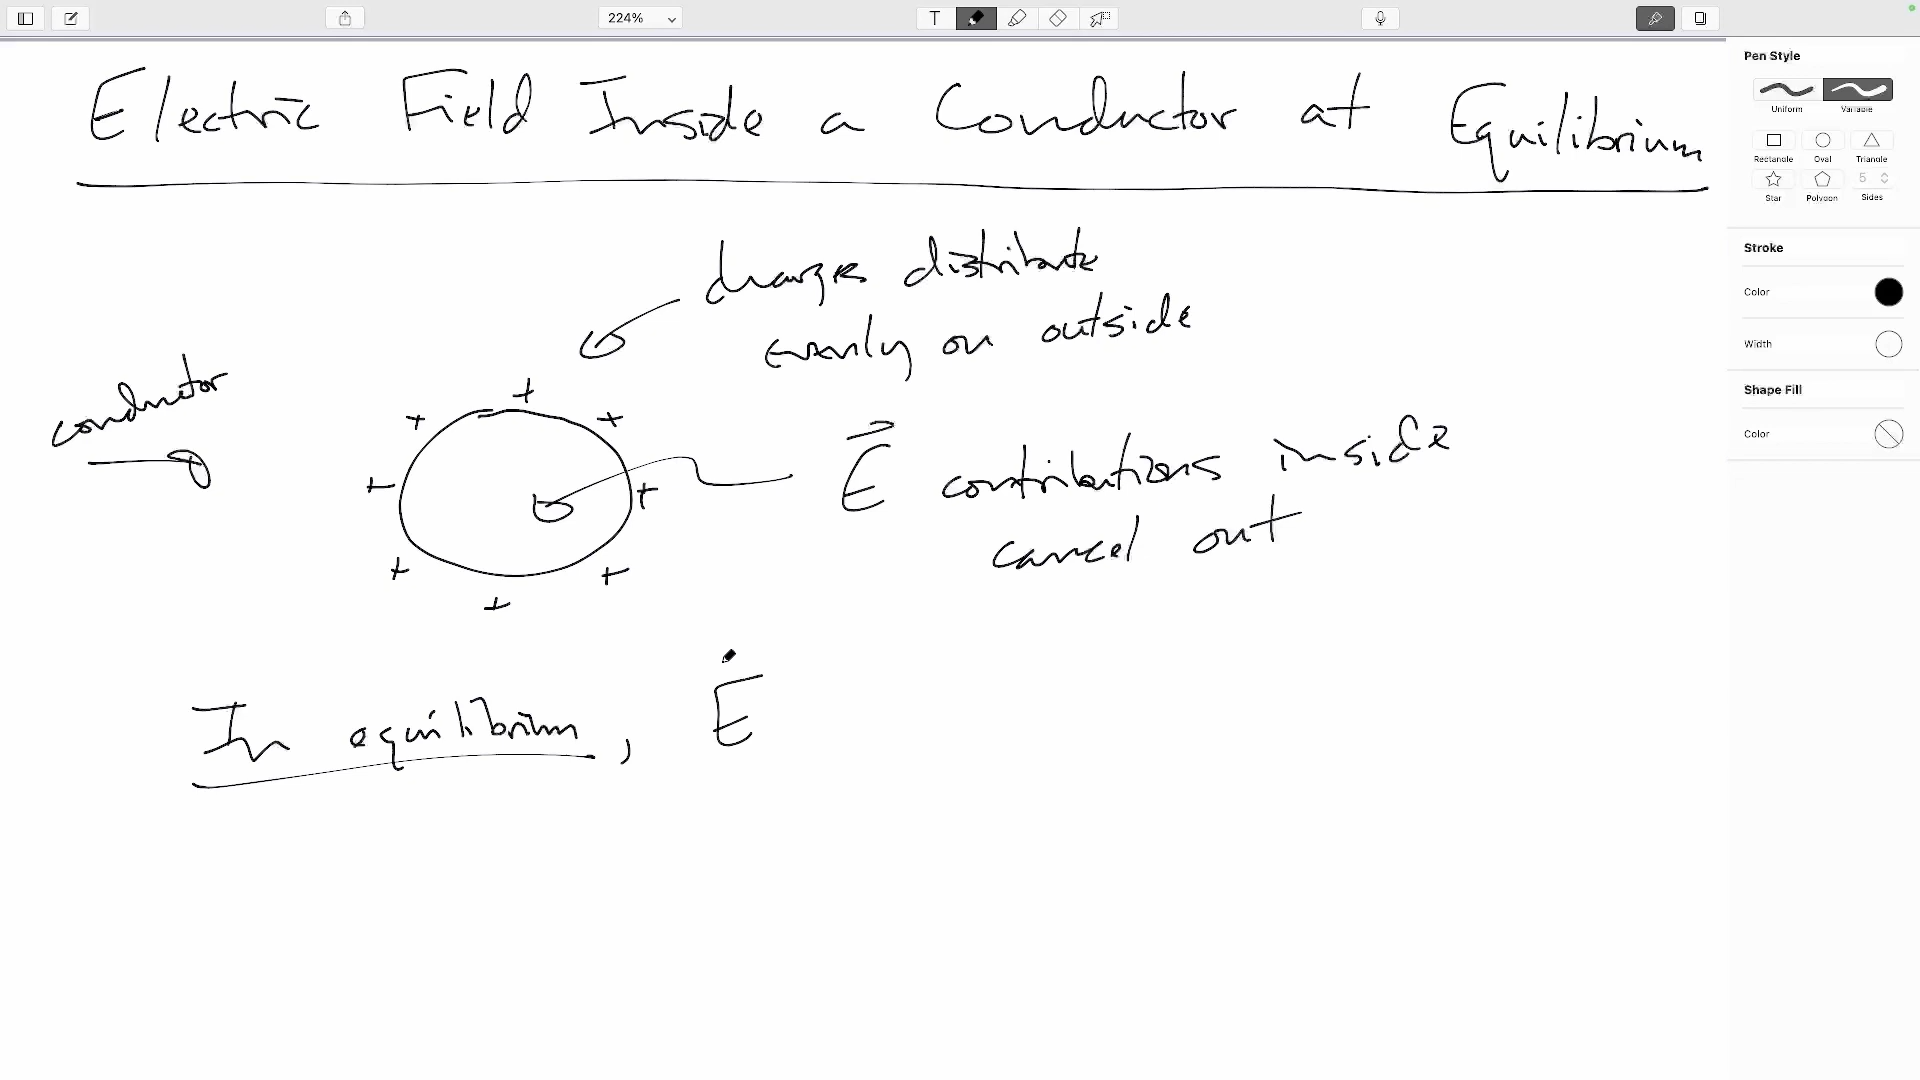 224%
T
Electric Field Inside a Conductor at Equilibrium
charges distribute
evenly on outside
conductor
+ + + + + + + +
E contributions inside
cancel out
In equilibrium, E
Pen Style
Uniform Variable
Rectangle Oval Triangle
5
Star Polygon Sides
Stroke
Color
Width
Shape Fill
Color